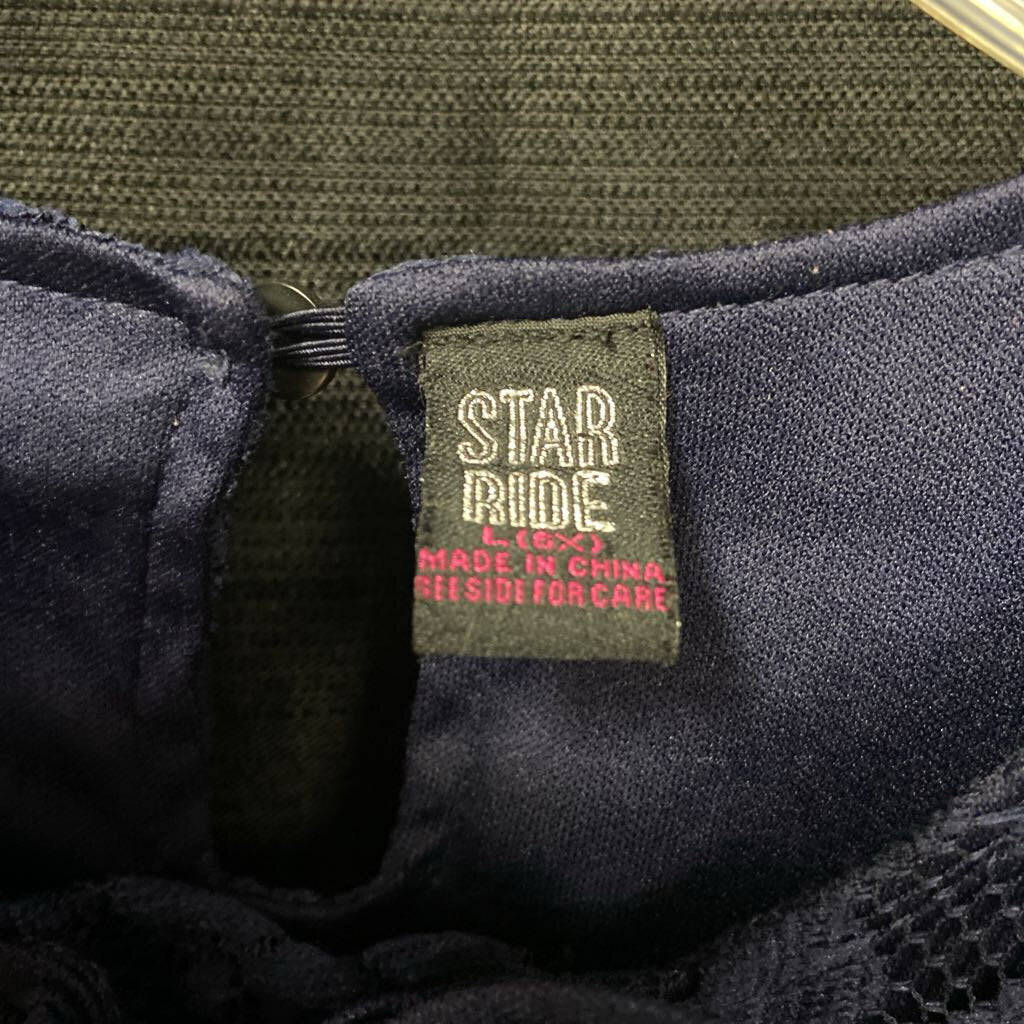 STAR
RIDE
L (6X)
MADE IN CHINA
SEE SIDE FOR CARE